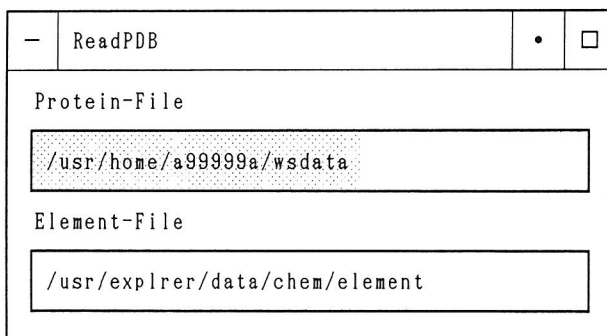 ReadPDB
Protein-File
/usr/home/a99999a/wsdata
Element-File
/usr/explrer/data/chem/element